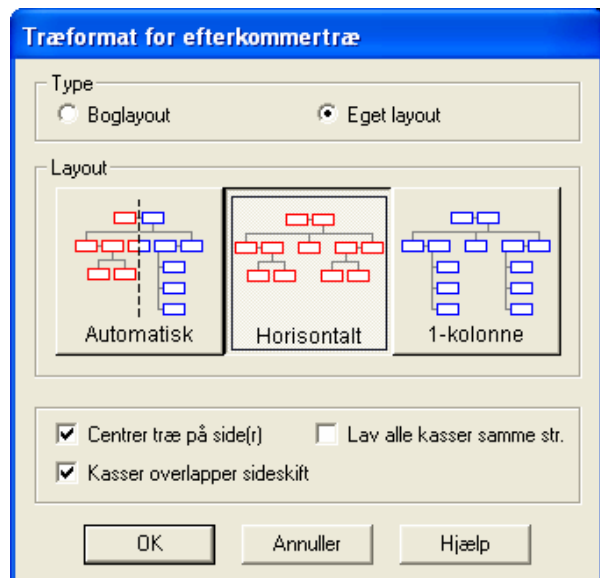 Træformat for efterkommertræ
Type
Boglayout Eget layout
Layout
Automatisk Horisontalt 1-kolonne
Centrer træ på side(r) Lav alle kasser samme str.
Kasser overlapper sideskift
OK Annuller Hjælp